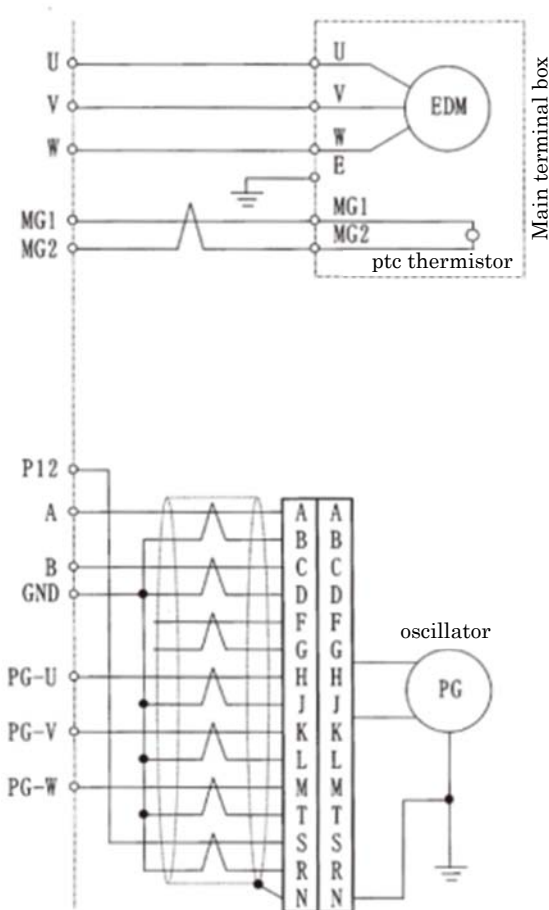 U U
V V EDM
W W
E
MG1 MG1
MG2 MG2
ptc thermistor
Main terminal box
P12
A A A
B B
B C C
GND D D
F F
G G
oscillator
PG-U H H
PG
J J
PG-V K K
L L
PG-W M M
T T
S S
R R
N N